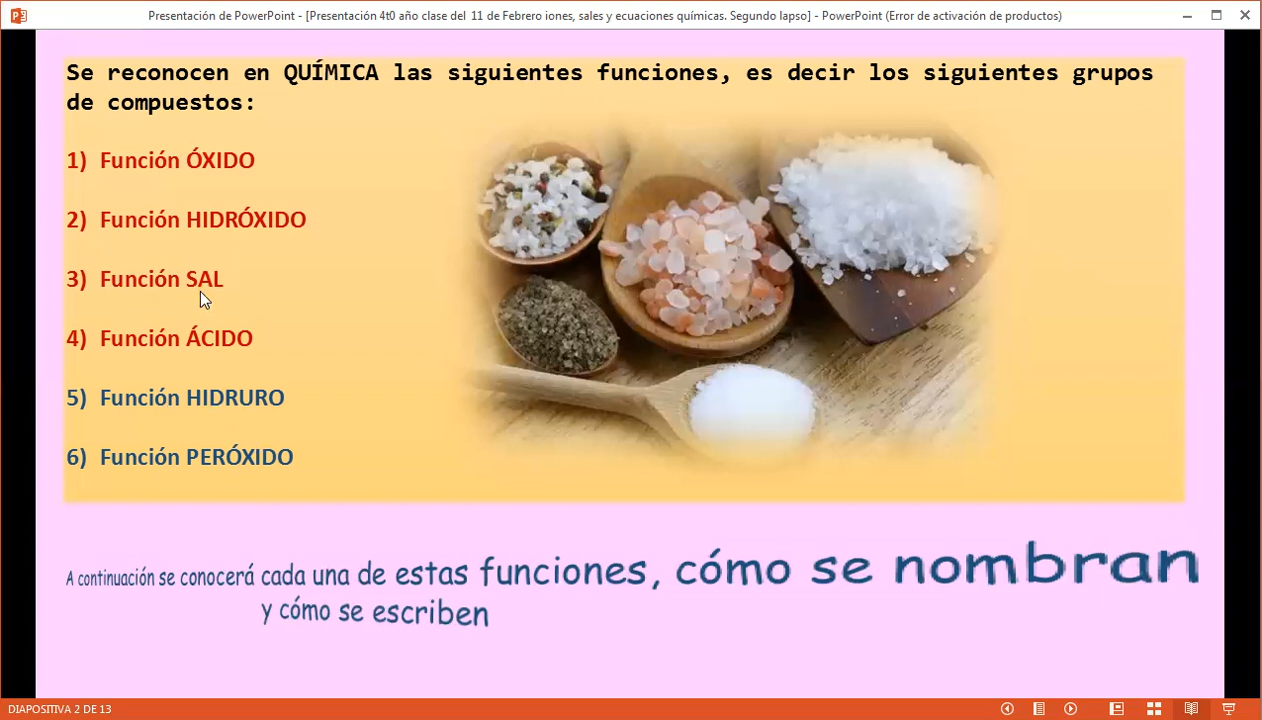 Presentación de PowerPoint - [Presentación 4t0 año clase del 11 de Febrero iones, sales y ecuaciones químicas. Segundo lapso] - PowerPoint (Error de activación de productos)
Se reconocen en QUÍMICA las siguientes funciones, es decir los siguientes grupos
de compuestos:
1) Función ÓXIDO
2) Función HIDRÓXIDO
3) Función SAL
4) Función ÁCIDO
5) Función HIDRURO
6) Función PERÓXIDO
A continuación se conocerá cada una de estas funciones, cómo se nombran
y cómo se escriben
DIAPOSITIVA 2 DE 13